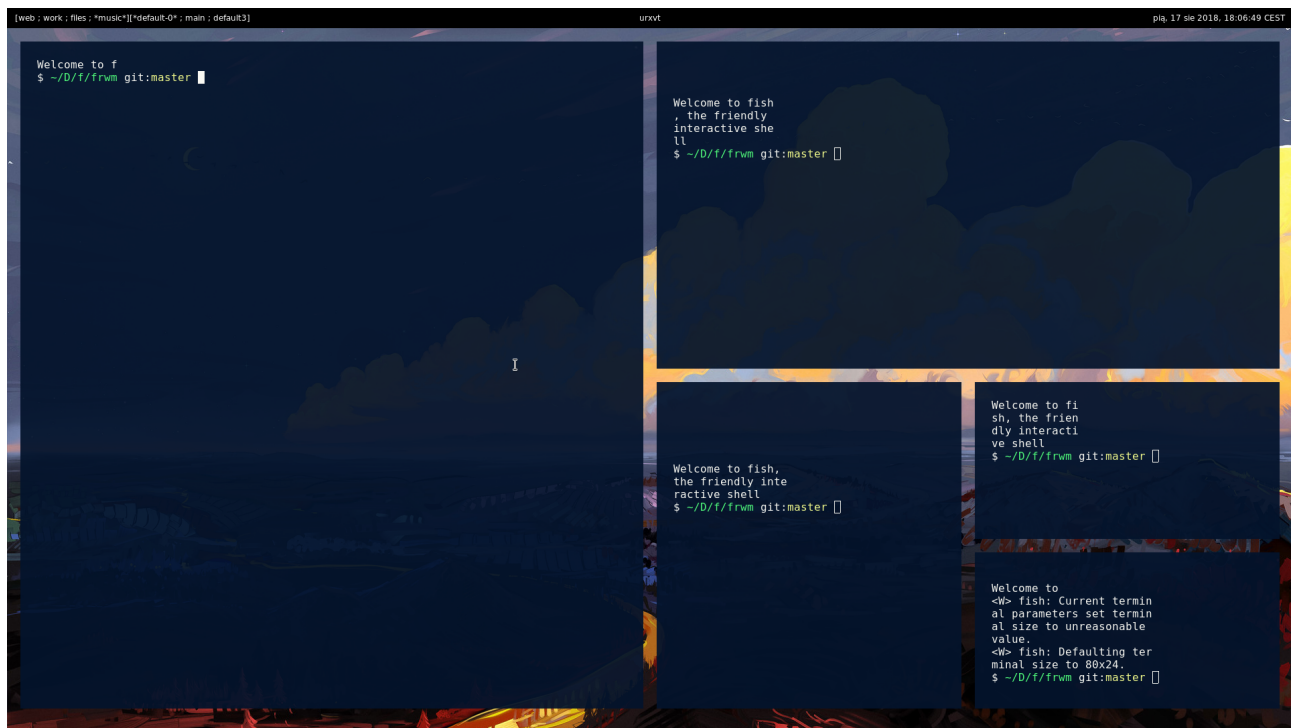 [web ; work ; files ; *music*][*default-0* ; main ; default3]
urxvt
pią, 17 sie 2018, 18:06:49 CEST
Welcome to f
$ ~/D/f/frwm git:master
Welcome to fish
, the friendly
interactive she
ll
$ ~/D/f/frwm git:master
Welcome to fish,
the friendly inte
ractive shell
$ ~/D/f/frwm git:master
Welcome to fi
sh, the frien
dly interacti
ve shell
$ ~/D/f/frwm git:master
Welcome to
<W> fish: Current termin
al parameters set termin
al size to unreasonable
value.
<W> fish: Defaulting ter
minal size to 80x24.
$ ~/D/f/frwm git:master